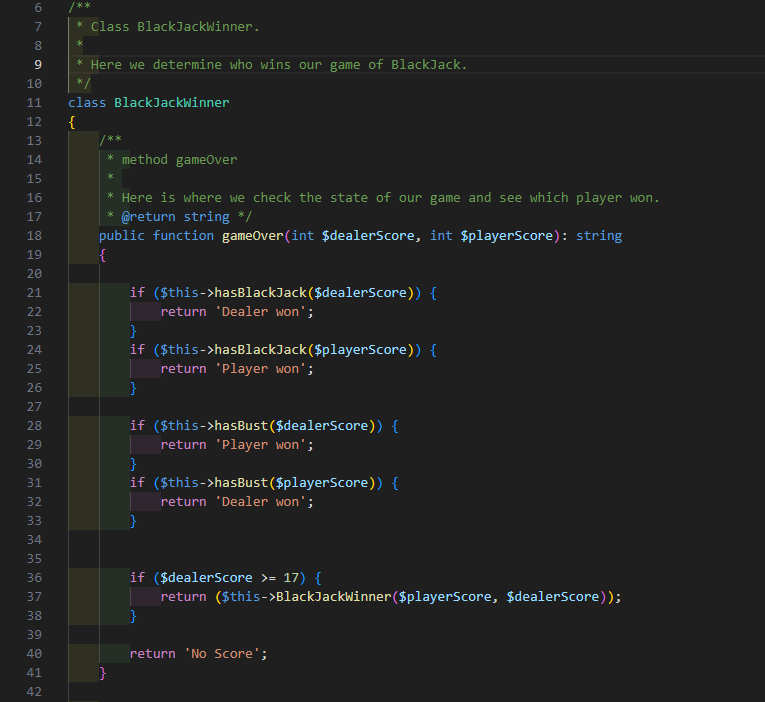 6 /**
7  * Class BlackJackWinner.
8  *
9  * Here we determine who wins our game of BlackJack.
10  */
11 class BlackJackWinner
12 {
13     /**
14      * method gameOver
15      *
16      * Here is where we check the state of our game and see which player won.
17      * @return string */
18     public function gameOver(int $dealerScore, int $playerScore): string
19     {
20
21         if ($this->hasBlackJack($dealerScore)) {
22             return 'Dealer won';
23         }
24         if ($this->hasBlackJack($playerScore)) {
25             return 'Player won';
26         }
27
28         if ($this->hasBust($dealerScore)) {
29             return 'Player won';
30         }
31         if ($this->hasBust($playerScore)) {
32             return 'Dealer won';
33         }
34
35
36         if ($dealerScore >= 17) {
37             return ($this->BlackJackWinner($playerScore, $dealerScore));
38         }
39
40         return 'No Score';
41     }
42